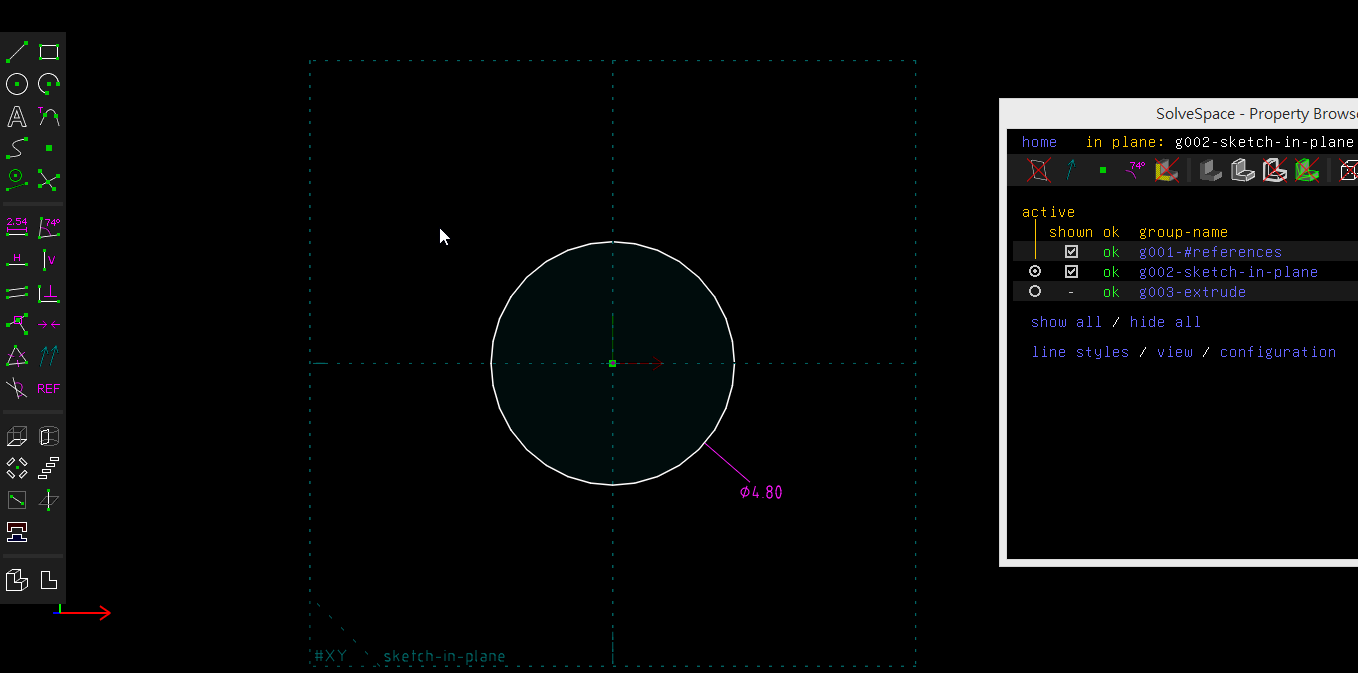 SolveSpace - Property Browse
home in plane: g002-sketch-in-plane
74°
active
shown ok group-name
ok g001-#references
ok g002-sketch-in-plane
- ok g003-extrude
show all / hide all
line styles / view / configuration
A T
2.54 74°
H V
REF
⌀4.80
#XY sketch-in-plane